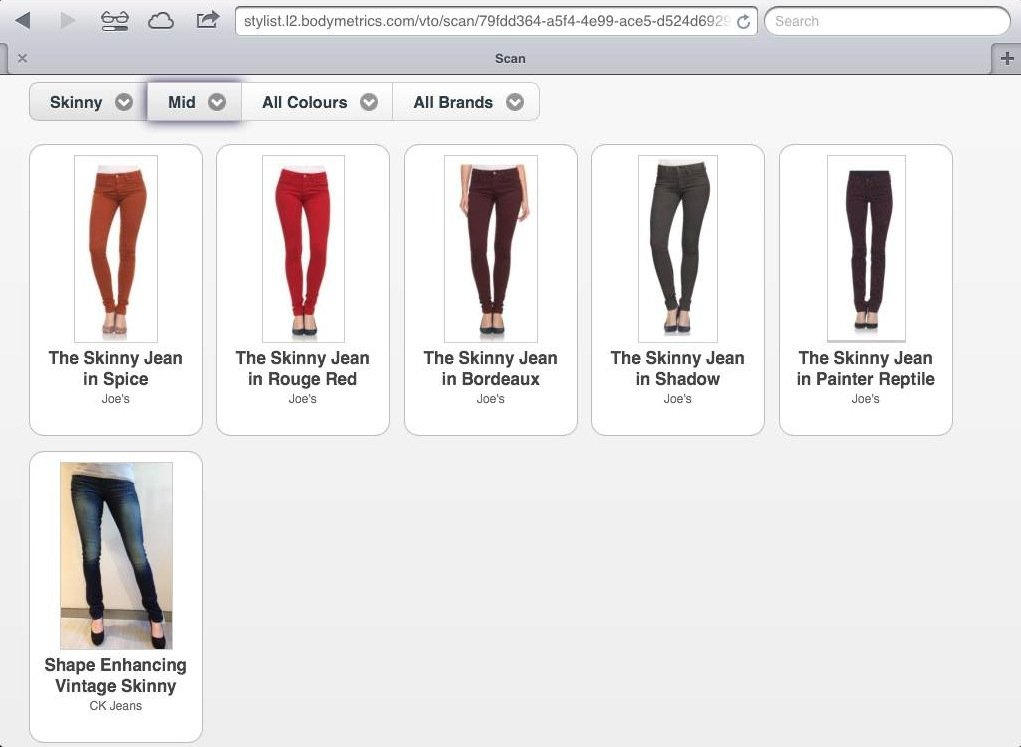 stylist.l2.bodymetrics.com/vto/scan/79fdd364-a5f4-4e99-ace5-d524d6929
Search
Scan
Skinny
Mid
All Colours
All Brands
The Skinny Jean
in Spice
Joe's
The Skinny Jean
in Rouge Red
Joe's
The Skinny Jean
in Bordeaux
Joe's
The Skinny Jean
in Shadow
Joe's
The Skinny Jean
in Painter Reptile
Joe's
Shape Enhancing
Vintage Skinny
CK Jeans